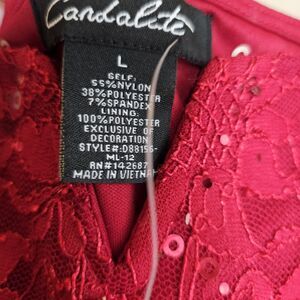 Candalite
L
SELF:
55%NYLON
38%POLYESTER
7%SPANDEX
LINING:
100%POLYESTER
EXCLUSIVE OF
DECORATION
STYLE#:D88156-
ML-12
RN#142687
MADE IN VIETNAM